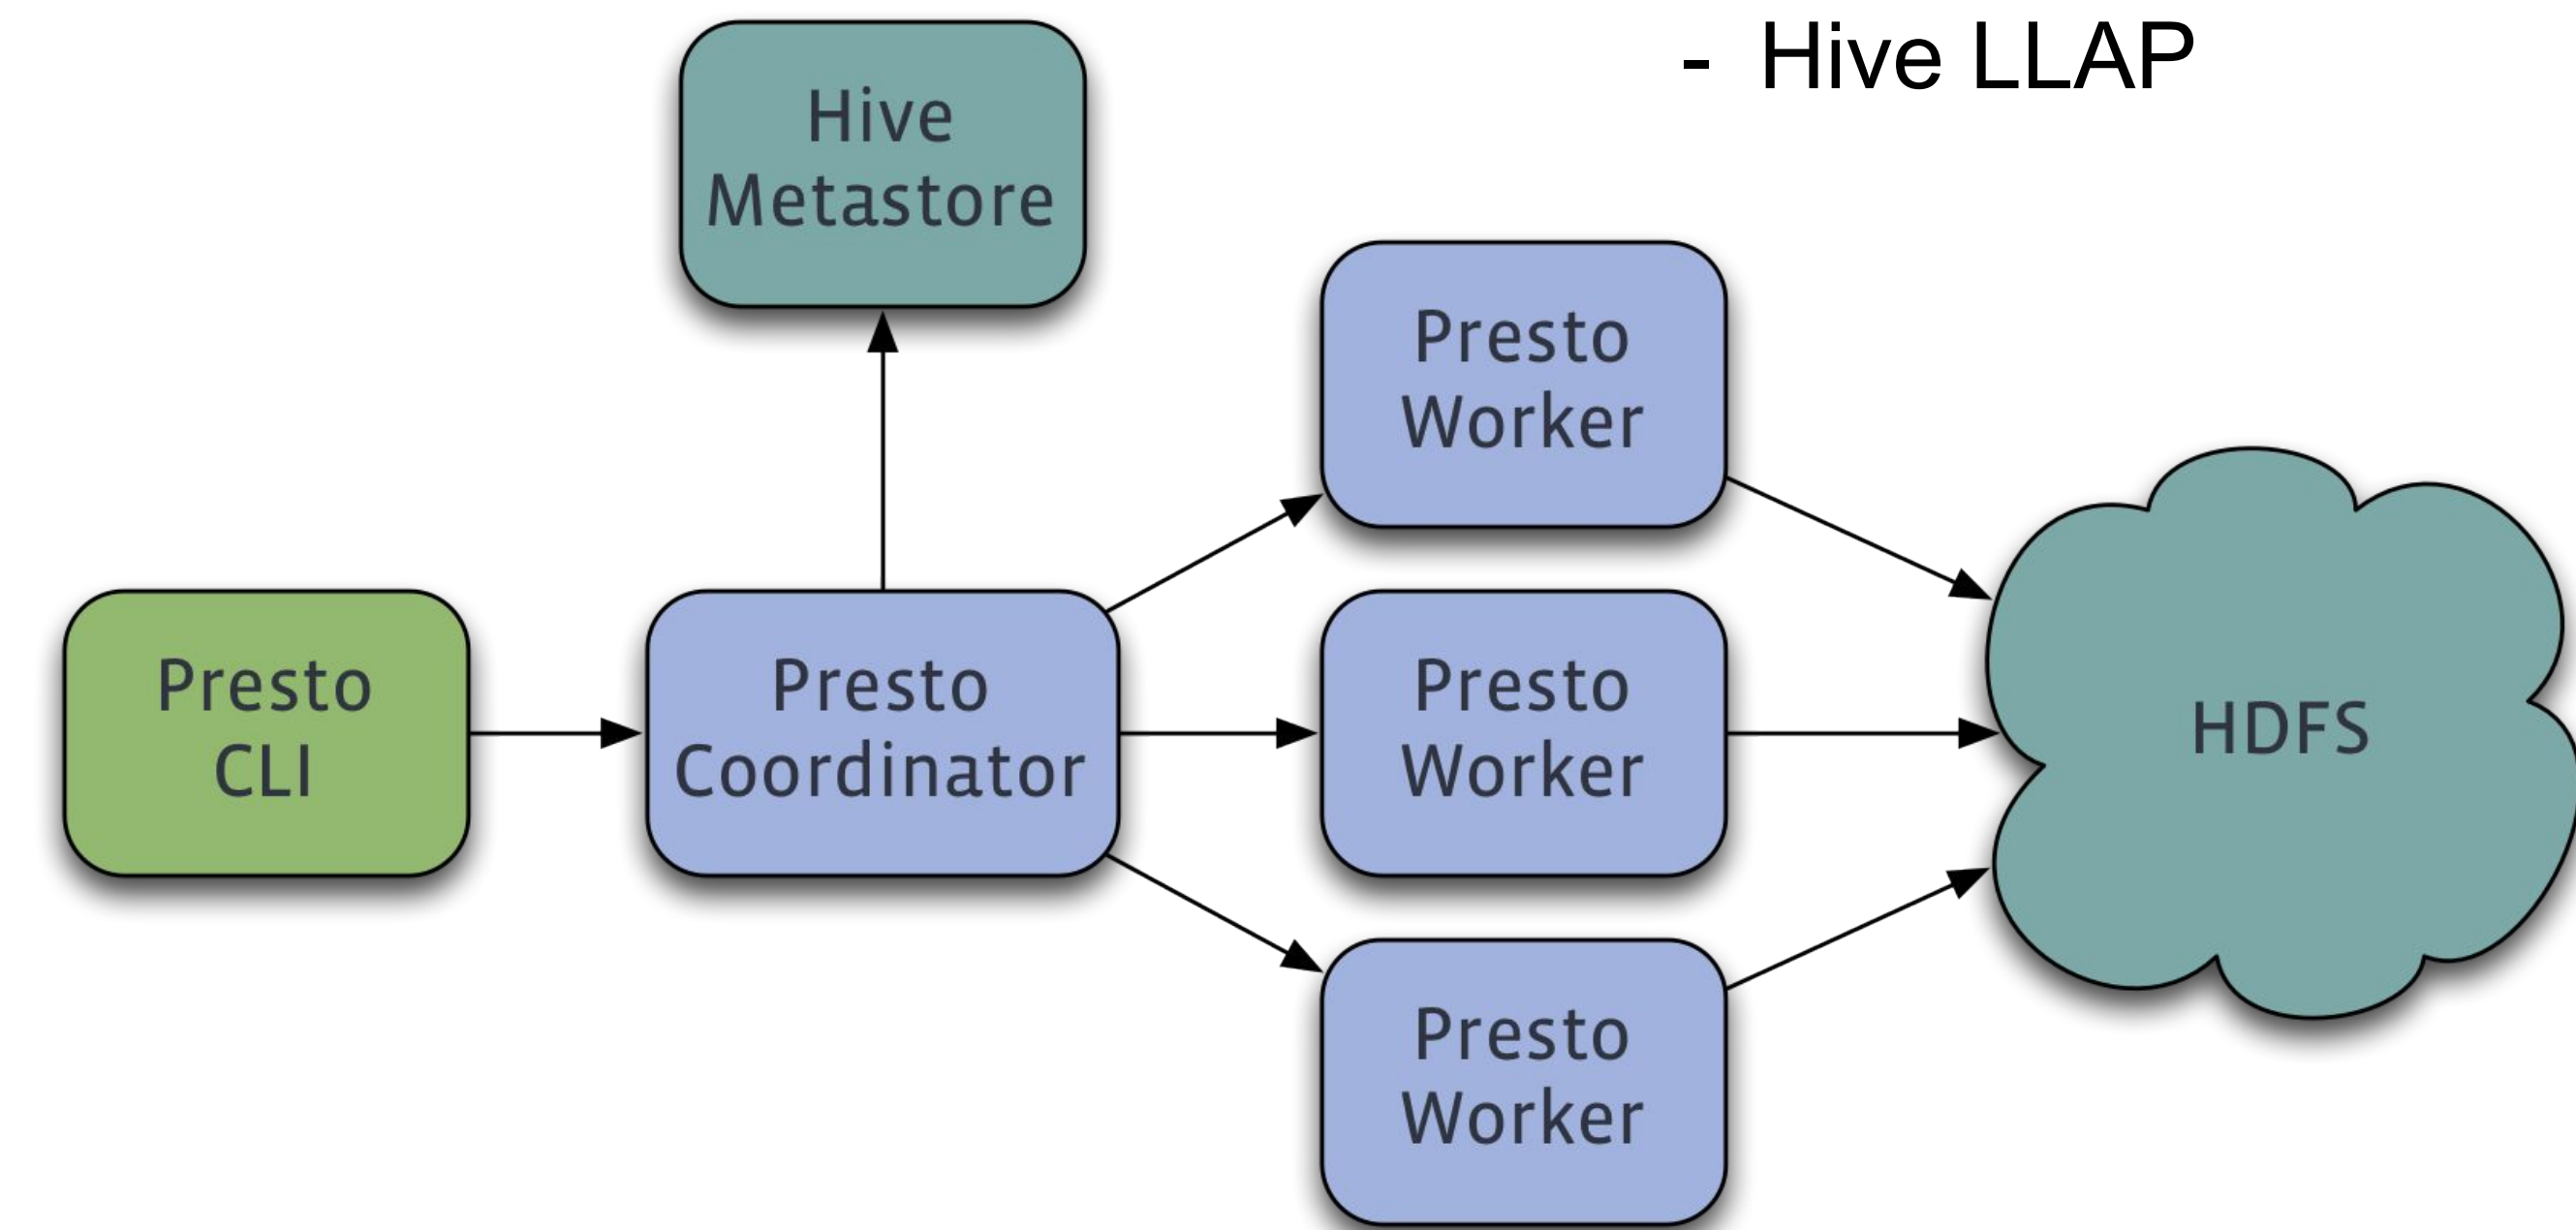 - Hive LLAP
Hive
Metastore
Presto
Worker
Presto
CLI
Presto
Coordinator
Presto
Worker
HDFS
Presto
Worker